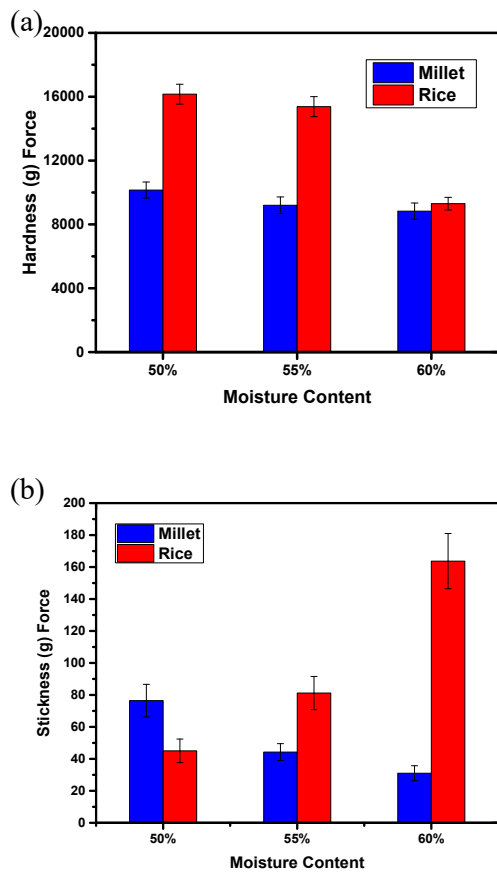 (a)
20000
16000
12000
8000
4000
0
Hardness (g) Force
Millet
Rice
50% 55% 60%
Moisture Content
(b)
200
180
160
140
120
100
80
60
40
20
0
Stickness (g) Force
Millet
Rice
50% 55% 60%
Moisture Content